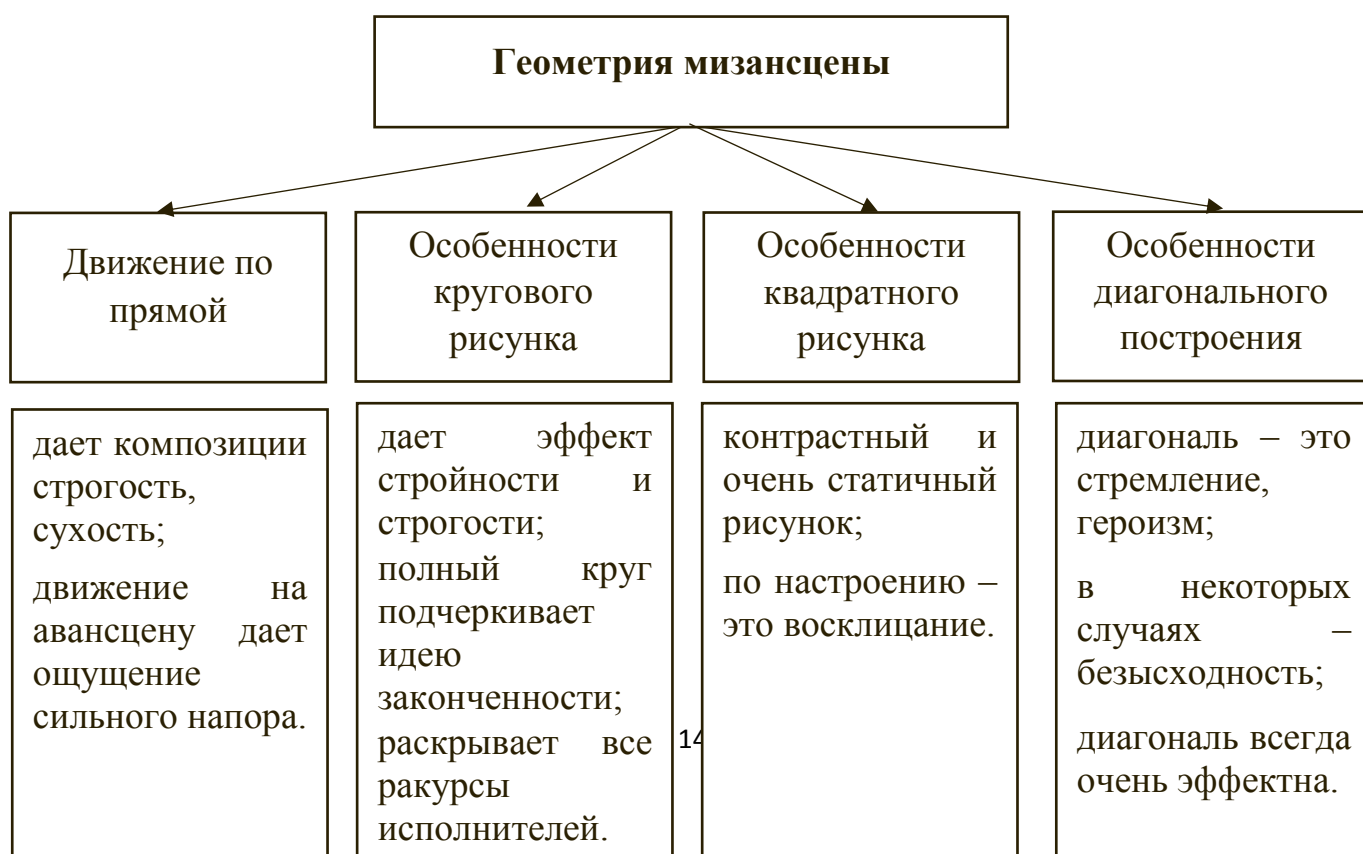 Геометрия мизансцены
Движение по
прямой
Особенности
кругового
рисунка
Особенности
квадратного
рисунка
Особенности
диагонального
построения
дает композиции
строгость,
сухость;
движение на
авансцену дает
ощущение
сильного напора.
дает эффект
стройности и
строгости;
полный круг
подчеркивает
идею
законченности;
раскрывает все
ракурсы
исполнителей.
14
контрастный и
очень статичный
рисунок;
по настроению –
это восклицание.
диагональ – это
стремление,
героизм;
в некоторых
случаях –
безысходность;
диагональ всегда
очень эффектна.